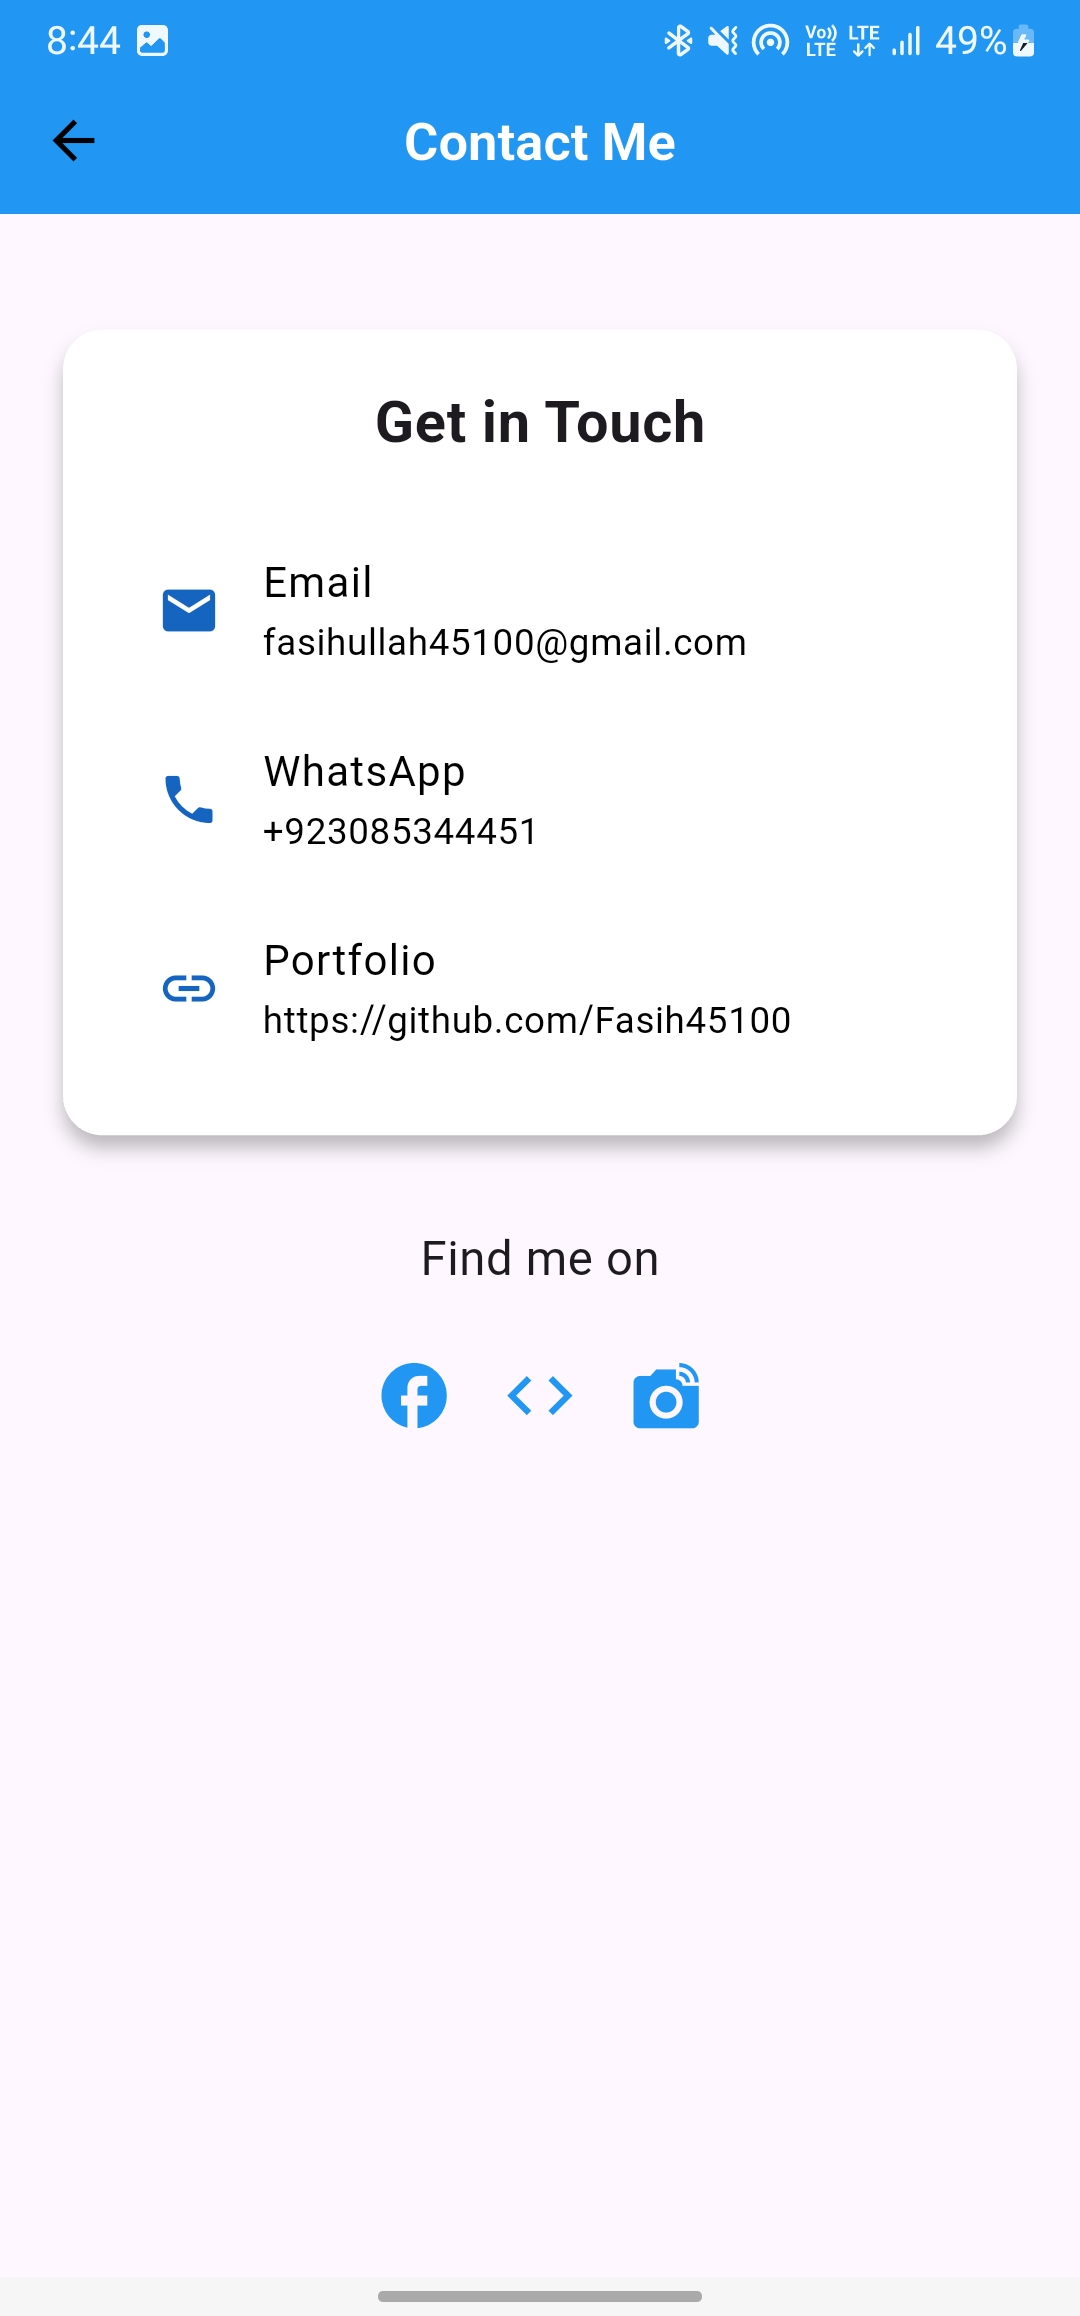 8:44
Vo)) LTE
LTE
49%
Contact Me
Get in Touch
Email
fasihullah45100@gmail.com
WhatsApp
+923085344451
Portfolio
https://github.com/Fasih45100
Find me on